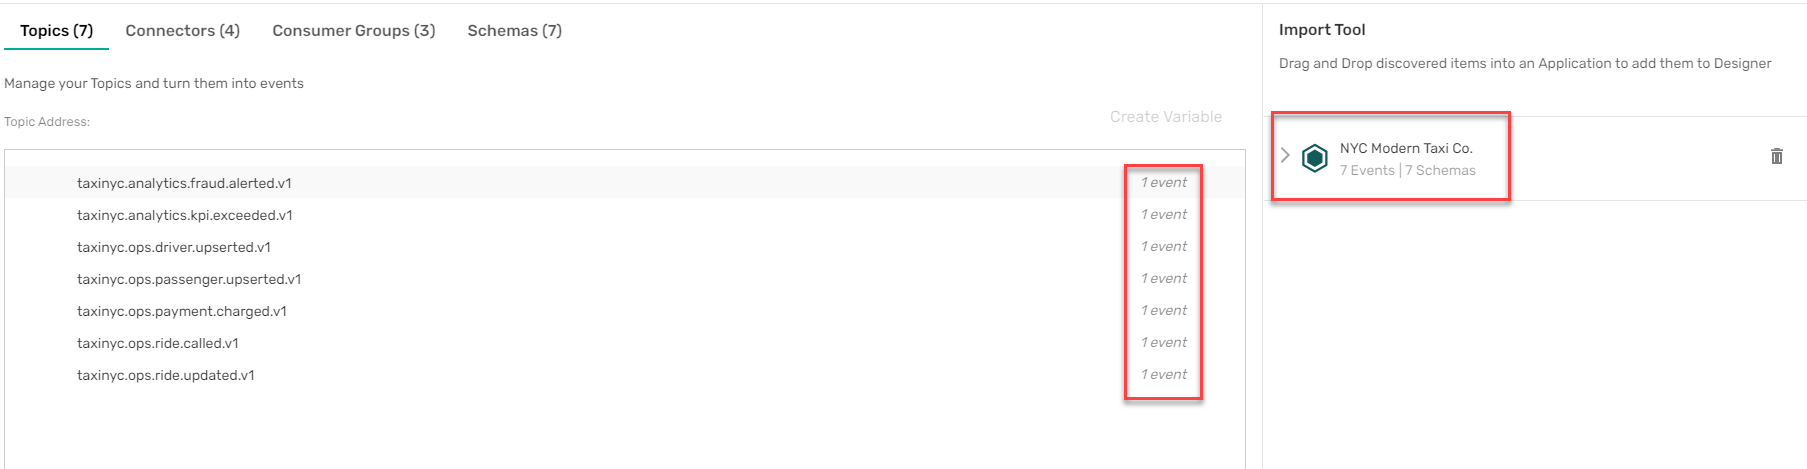 Topics (7) Connectors (4) Consumer Groups (3) Schemas (7)
Manage your Topics and turn them into events
Topic Address:
Create Variable
taxinyc.analytics.fraud.alerted.v1 1 event
taxinyc.analytics.kpi.exceeded.v1 1 event
taxinyc.ops.driver.upserted.v1 1 event
taxinyc.ops.passenger.upserted.v1 1 event
taxinyc.ops.payment.charged.v1 1 event
taxinyc.ops.ride.called.v1 1 event
taxinyc.ops.ride.updated.v1 1 event
Import Tool
Drag and Drop discovered items into an Application to add them to Designer
NYC Modern Taxi Co.
7 Events | 7 Schemas